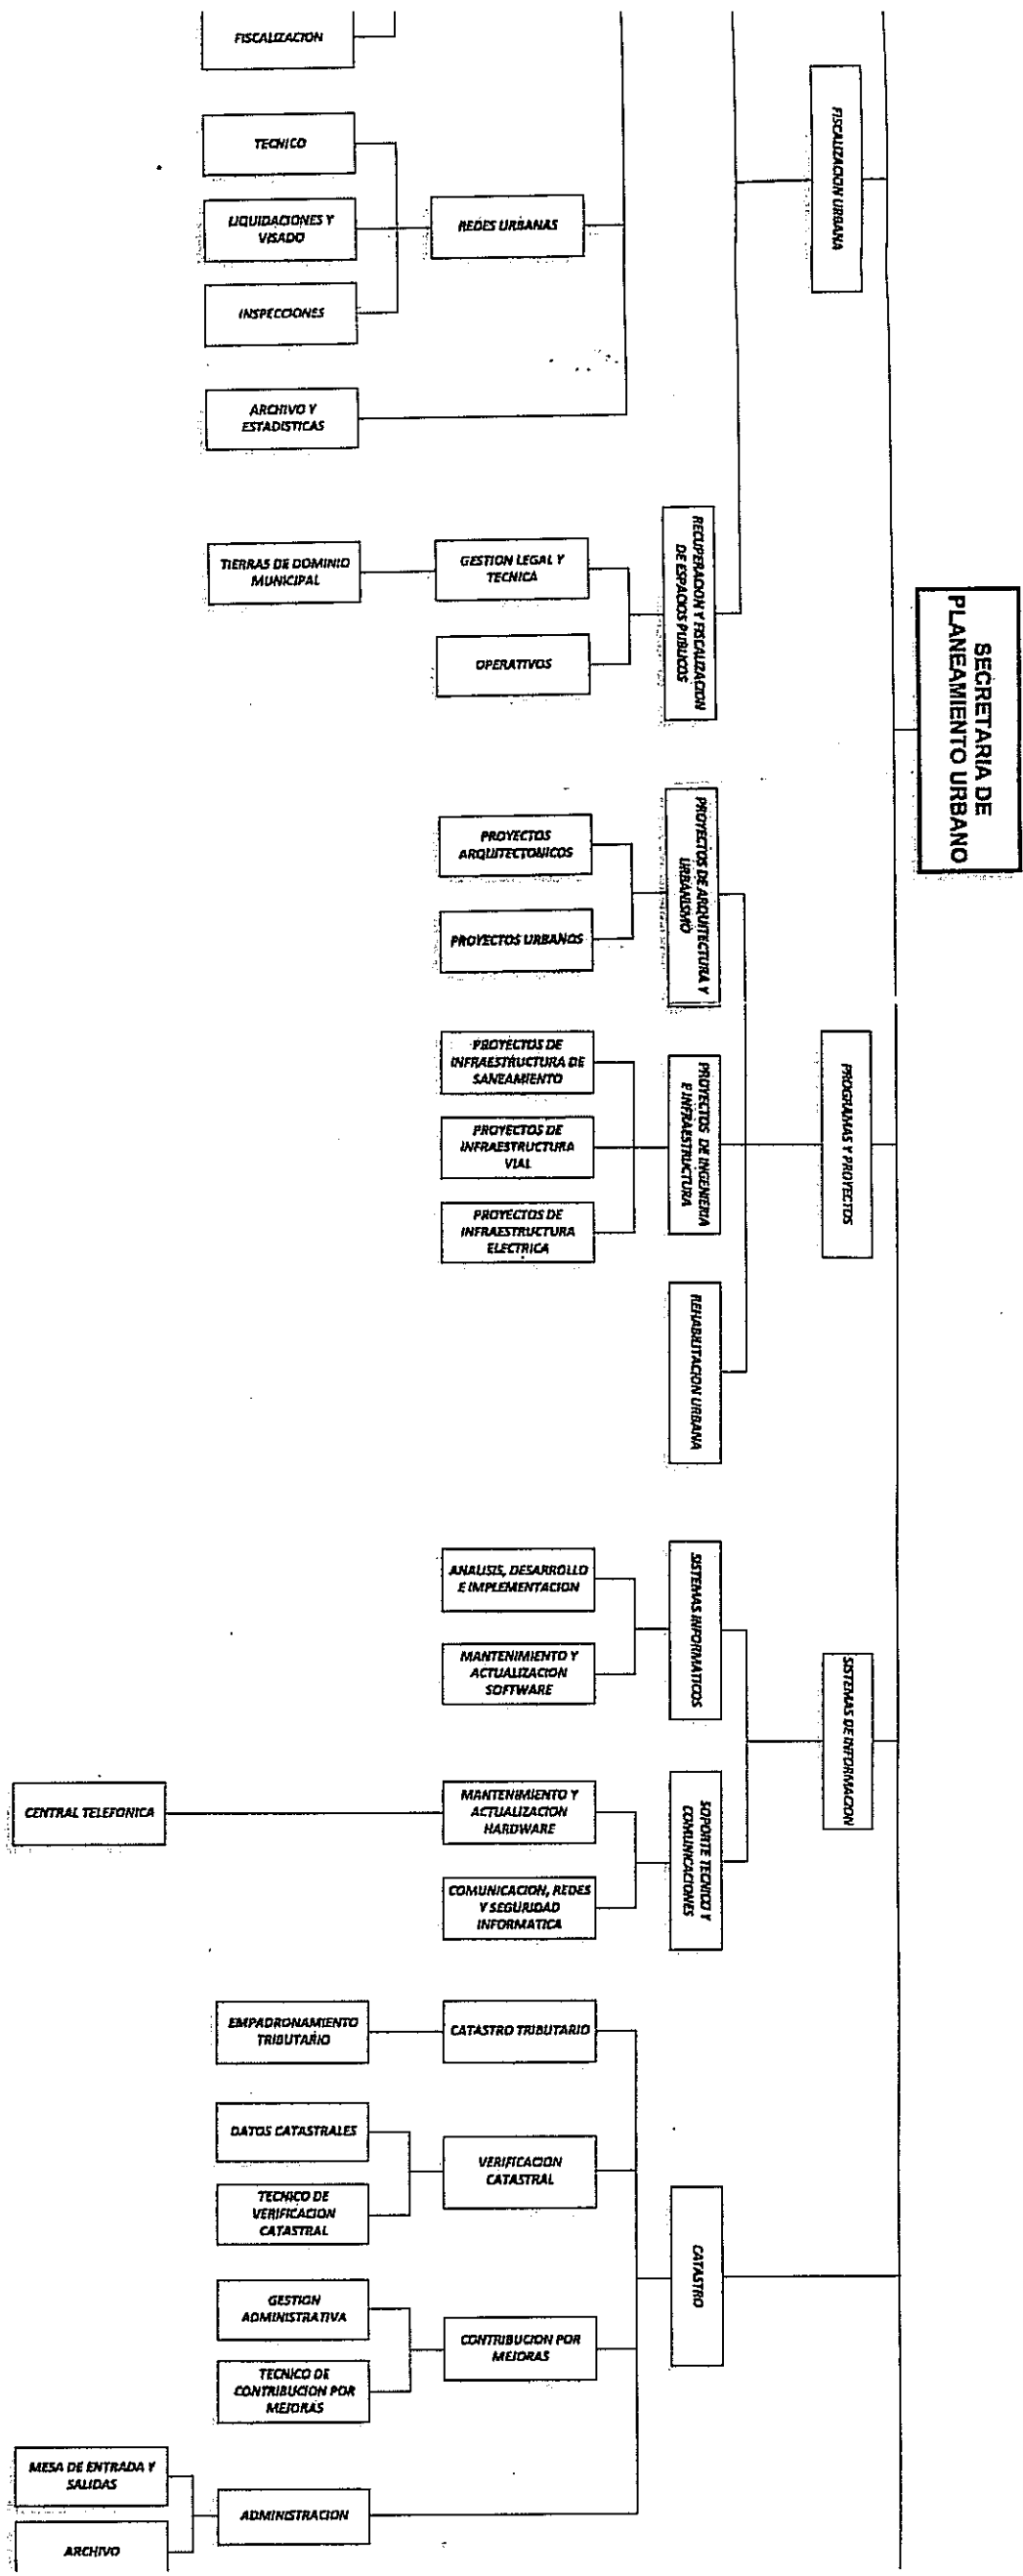 SECRETARIA DE
PLANEAMIENTO URBANO
FISCALIZACION URBANA
FISCALIZACION
TECNICO
LIQUIDACIONES Y
VISADO
INSPECCIONES
REDES URBANAS
ARCHIVO Y
ESTADISTICAS
RECUPERACION Y FISCALIZACION
DE ESPACIOS PUBLICOS
GESTION LEGAL Y
TECNICA
TIERRAS DE DOMINIO
MUNICIPAL
OPERATIVOS
PROGRAMAS Y PROYECTOS
PROYECTOS DE ARQUITECTURA Y
URBANISMO
PROYECTOS
ARQUITECTONICOS
PROYECTOS URBANOS
PROYECTOS DE INGENIERIA
E INFRAESTRUCTURA
PROYECTOS DE
INFRAESTRUCTURA DE
SANEAMIENTO
PROYECTOS DE
INFRAESTRUCTURA
VIAL
PROYECTOS DE
INFRAESTRUCTURA
ELECTRICA
REHABILITACION URBANA
SISTEMAS DE INFORMACION
SISTEMAS INFORMATICOS
ANALISIS, DESARROLLO
E IMPLEMENTACION
MANTENIMIENTO Y
ACTUALIZACION
SOFTWARE
SOPORTE TECNICO Y
COMUNICACIONES
MANTENIMIENTO Y
ACTUALIZACION
HARDWARE
CENTRAL TELEFONICA
COMUNICACION, REDES
Y SEGURIDAD
INFORMATICA
CATASTRO
CATASTRO TRIBUTARIO
EMPADRONAMIENTO
TRIBUTARIO
VERIFICACION
CATASTRAL
DATOS CATASTRALES
TECNICO DE
VERIFICACION
CATASTRAL
CONTRIBUCION POR
MEJORAS
GESTION
ADMINISTRATIVA
TECNICO DE
CONTRIBUCION POR
MEJORAS
ADMINISTRACION
MESA DE ENTRADA Y
SALIDAS
ARCHIVO